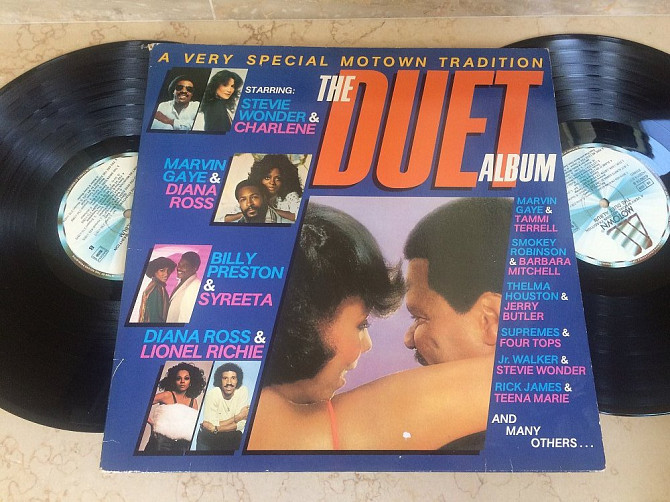 A VERY SPECIAL MOTOWN TRADITION
THE DUET ALBUM
STARRING:
STEVIE
WONDER &
CHARLENE
MARVIN
GAYE &
DIANA
ROSS
BILLY
PRESTON
& SYREETA
DIANA ROSS &
LIONEL RICHIE
MARVIN
GAYE &
TAMMI
TERRELL
SMOKEY
ROBINSON
& BARBARA
MITCHELL
THELMA
HOUSTON &
JERRY
BUTLER
SUPREMES &
FOUR TOPS
Jr. WALKER &
STEVIE WONDER
RICK JAMES &
TEENA MARIE
AND
MANY
OTHERS...
MOTOWN